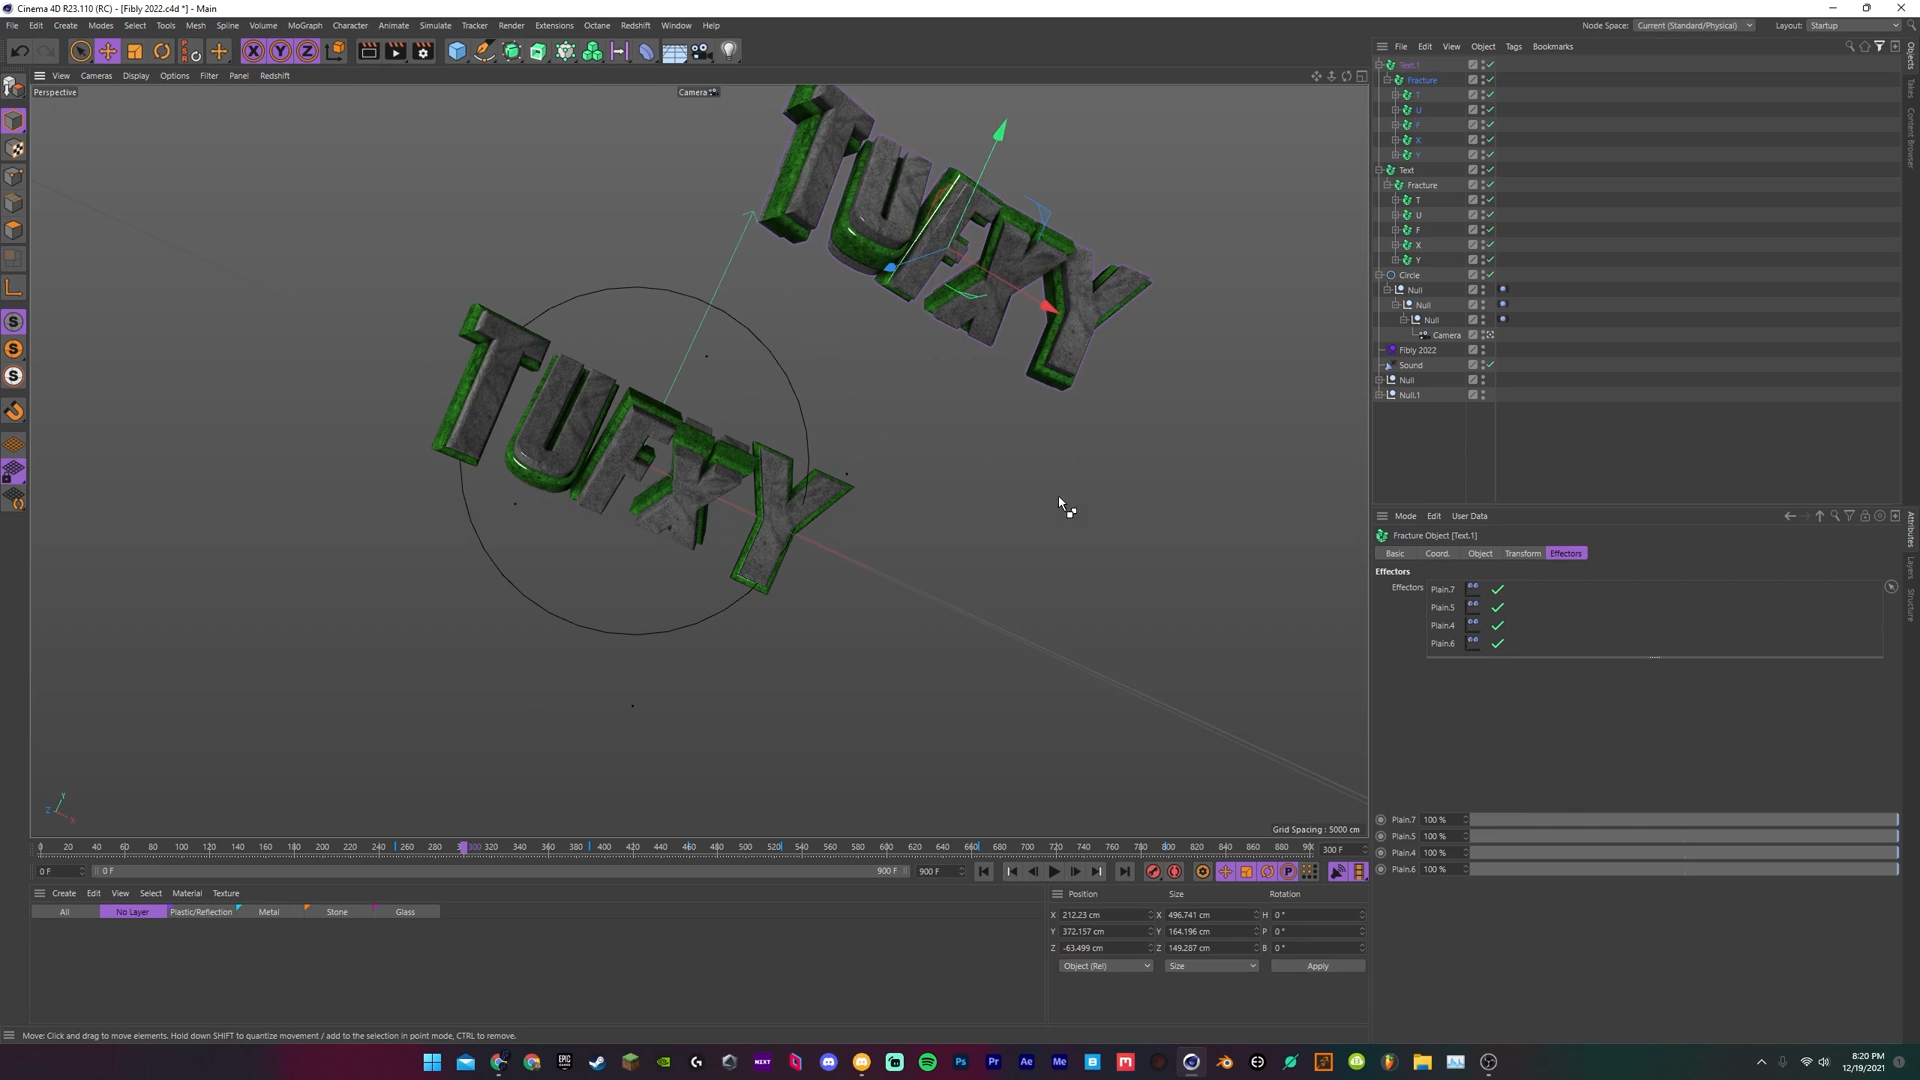 Cinema 4D R23.110 (RC) - [Fibly 2022.c4d *] - Main
File Edit Create Modes Select Tools Mesh Spline Volume MoGraph Character Animate Simulate Tracker Render Extensions Octane Redshift Window Help
Node Space: Current (Standard/Physical) Layout: Startup
File Edit View Object Tags Bookmarks
View Cameras Display Options Filter Panel Redshift
Perspective
Camera
TUFXY
TUFXY
Text.1
Fracture
T
U
F
X
Y
Text
Fracture
T
U
F
X
Y
Circle
Null
Null
Null
Camera
Fibly 2022
Sound
Null
Null.1
Objects
Takes
Content Browser
Mode Edit User Data
Fracture Object [Text.1]
Basic Coord. Object Transform Effectors
Effectors
Effectors
Plain.7
Plain.5
Plain.4
Plain.6
Plain.7 100 %
Plain.5 100 %
Plain.4 100 %
Plain.6 100 %
Attributes
Layers
Structure
Y
Z
X
Grid Spacing : 5000 cm
0 20 40 60 80 100 120 140 160 180 200 220 240 260 280 300 320 340 360 380 400 420 440 460 480 500 520 540 560 580 600 620 640 660 680 700 720 740 760 780 800 820 840 860 880 90
300 F
0 F 0 F 900 F 900 F
Create Edit View Select Material Texture
All No Layer Plastic/Reflection Metal Stone Glass
Position Size Rotation
X 212.23 cm X 496.741 cm H 0 °
Y 372.157 cm Y 164.196 cm P 0 °
Z -63.499 cm Z 149.287 cm B 0 °
Object (Rel) Size Apply
Move: Click and drag to move elements. Hold down SHIFT to quantize movement / add to the selection in point mode, CTRL to remove.
8:20 PM
12/19/2021